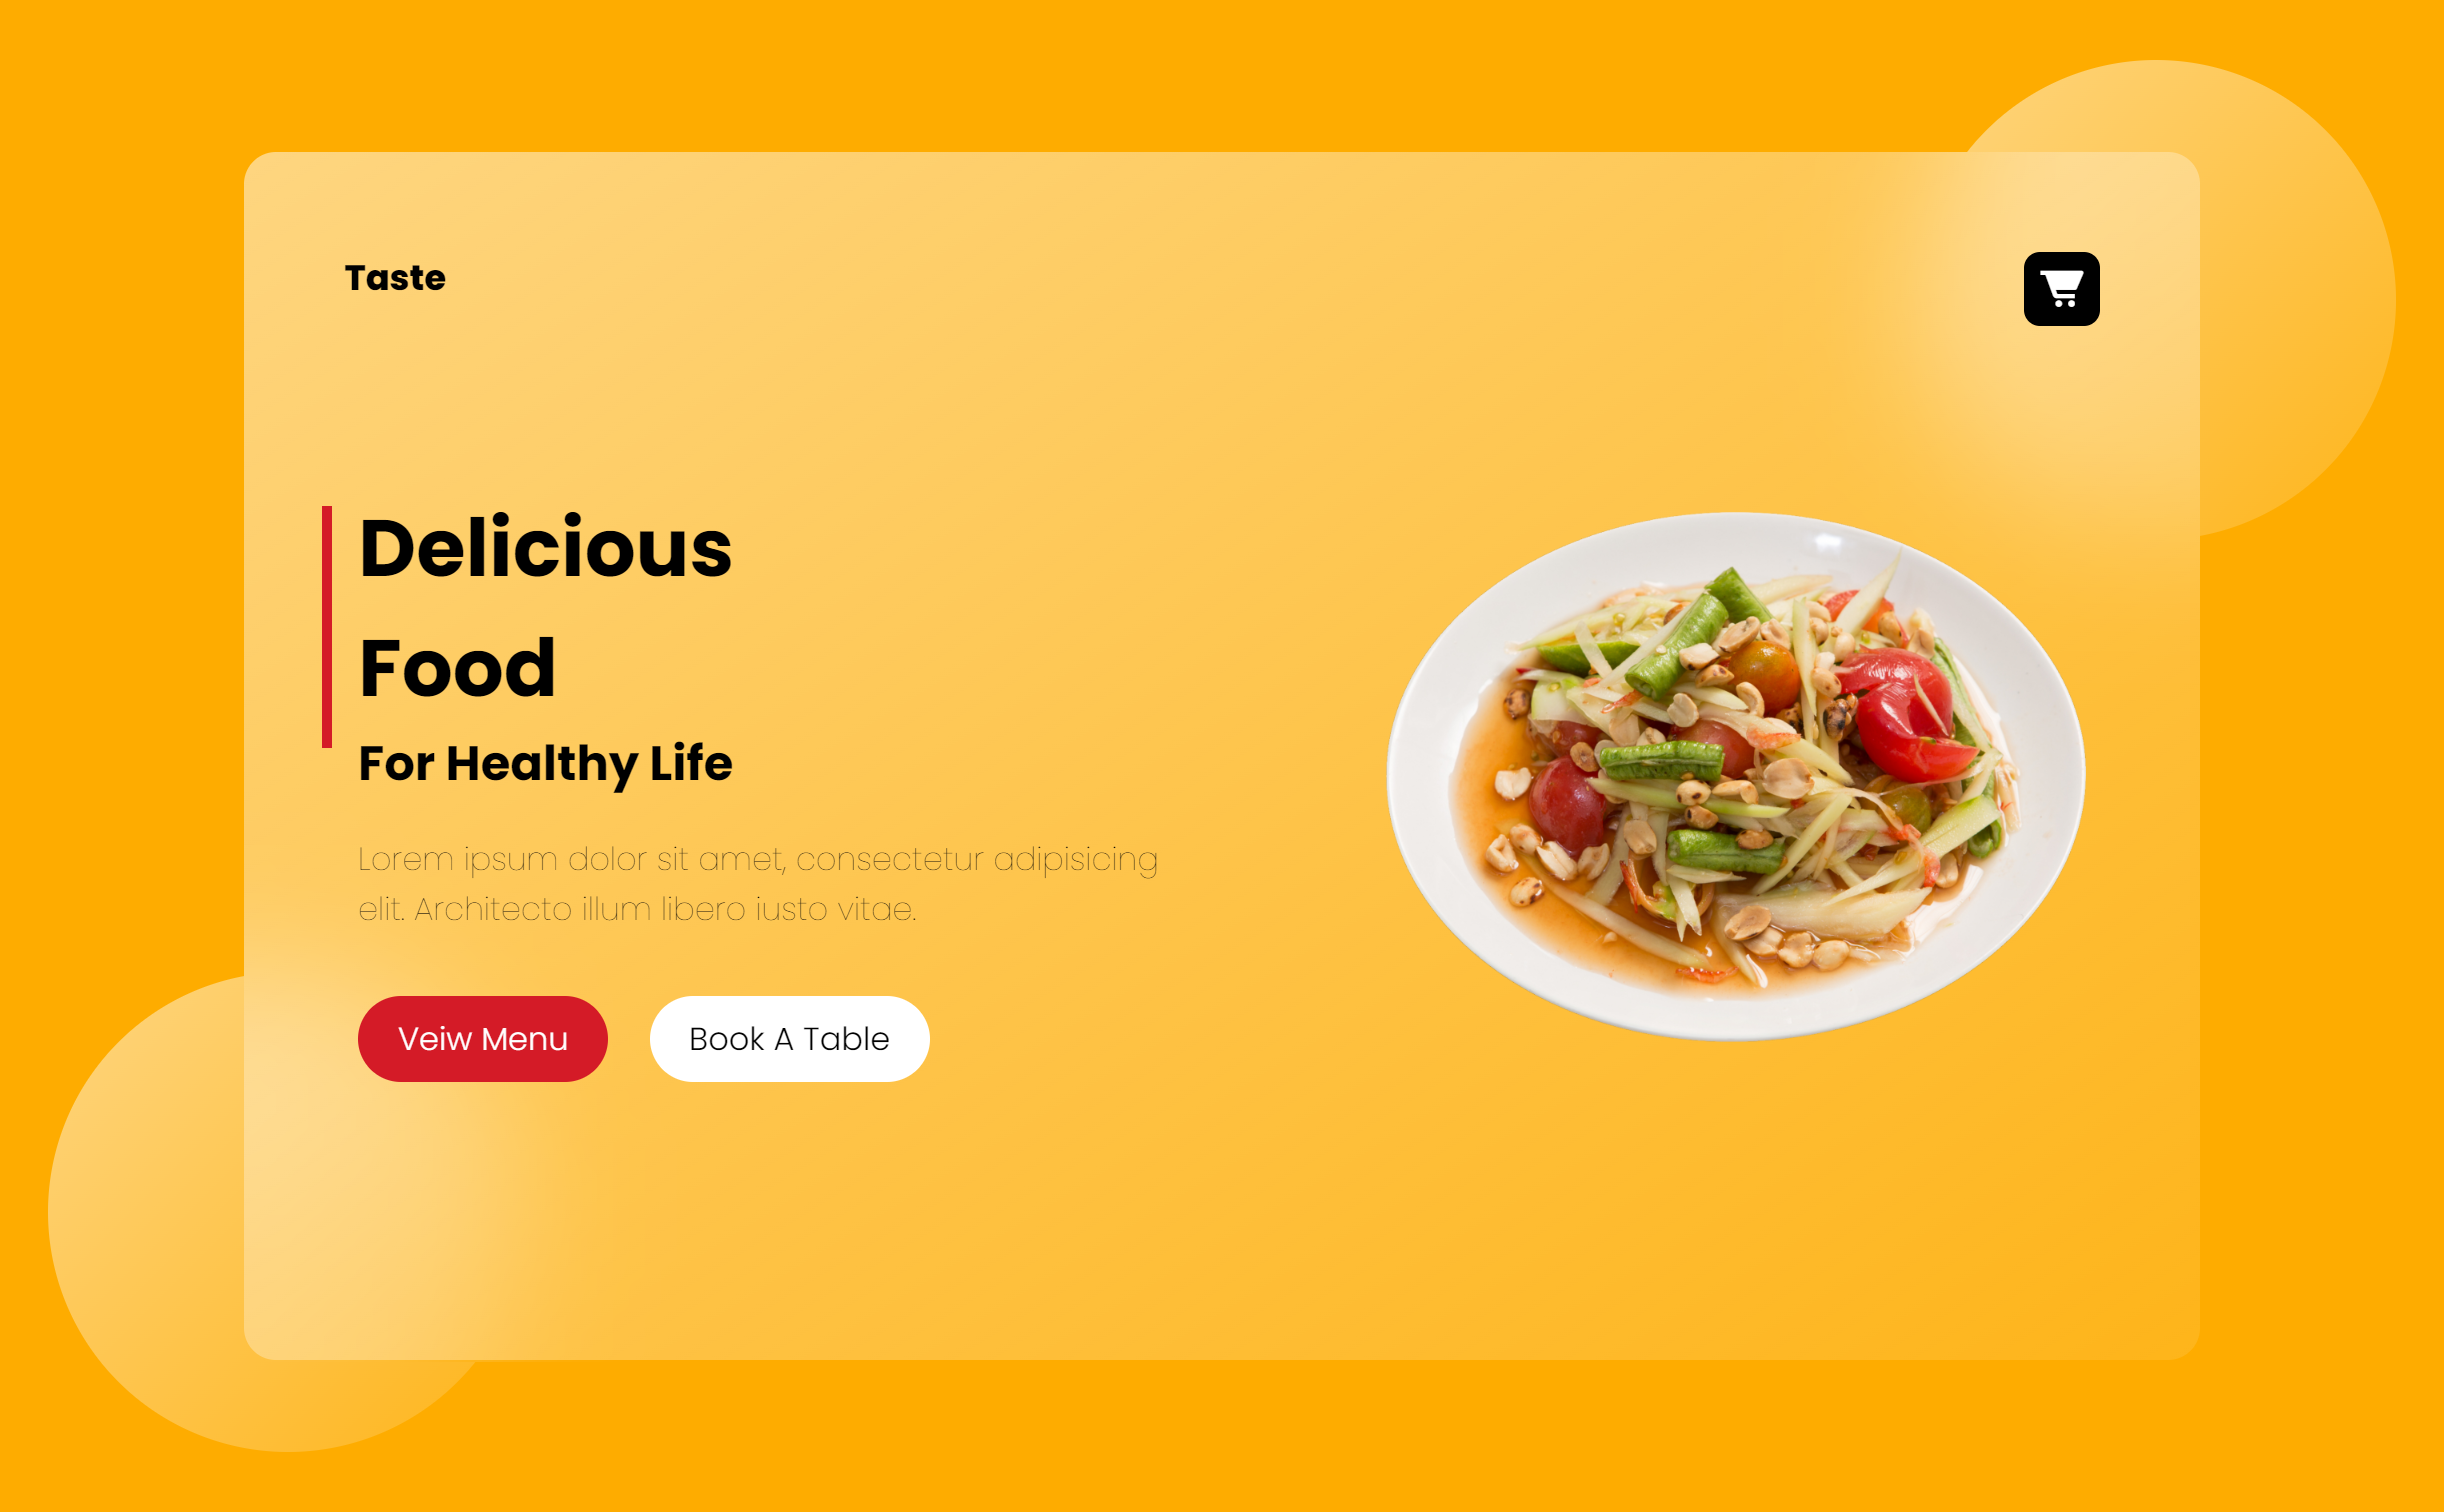 Taste
Delicious
Food
For Healthy Life
Lorem ipsum dolor sit amet, consectetur adipisicing
elit. Architecto illum libero iusto vitae.
Veiw Menu
Book A Table